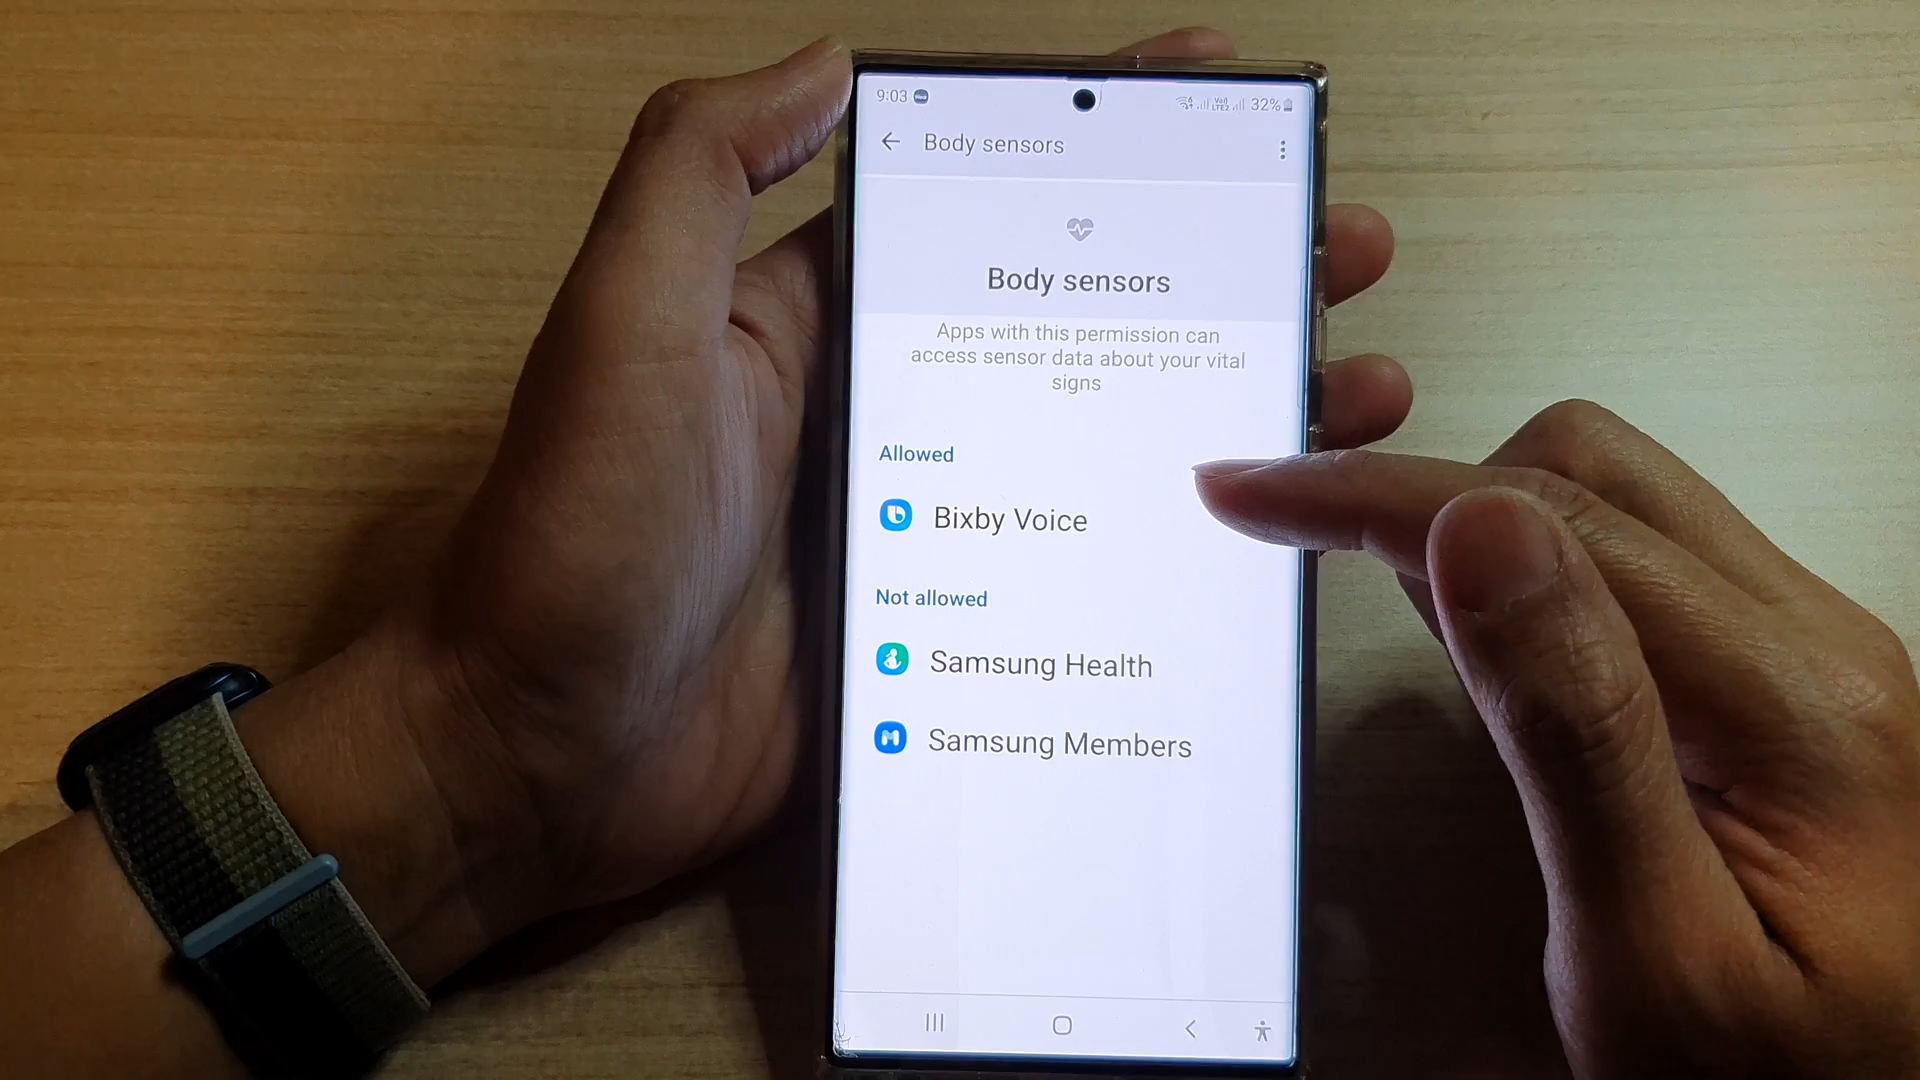 9:03
32%
Body sensors
Body sensors
Apps with this permission can
access sensor data about your vital
signs
Allowed
Bixby Voice
Not allowed
Samsung Health
Samsung Members